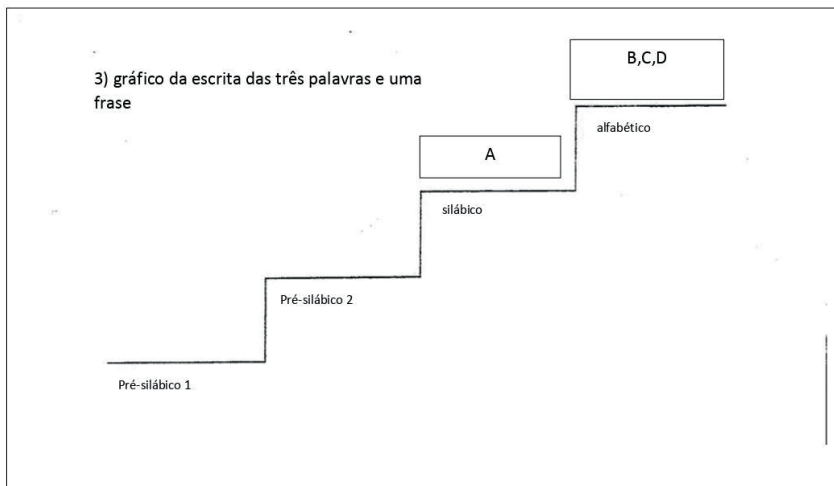 3) gráfico da escrita das três palavras e uma
frase
B,C,D
alfabético
A
silábico
Pré-silábico 2
Pré-silábico 1